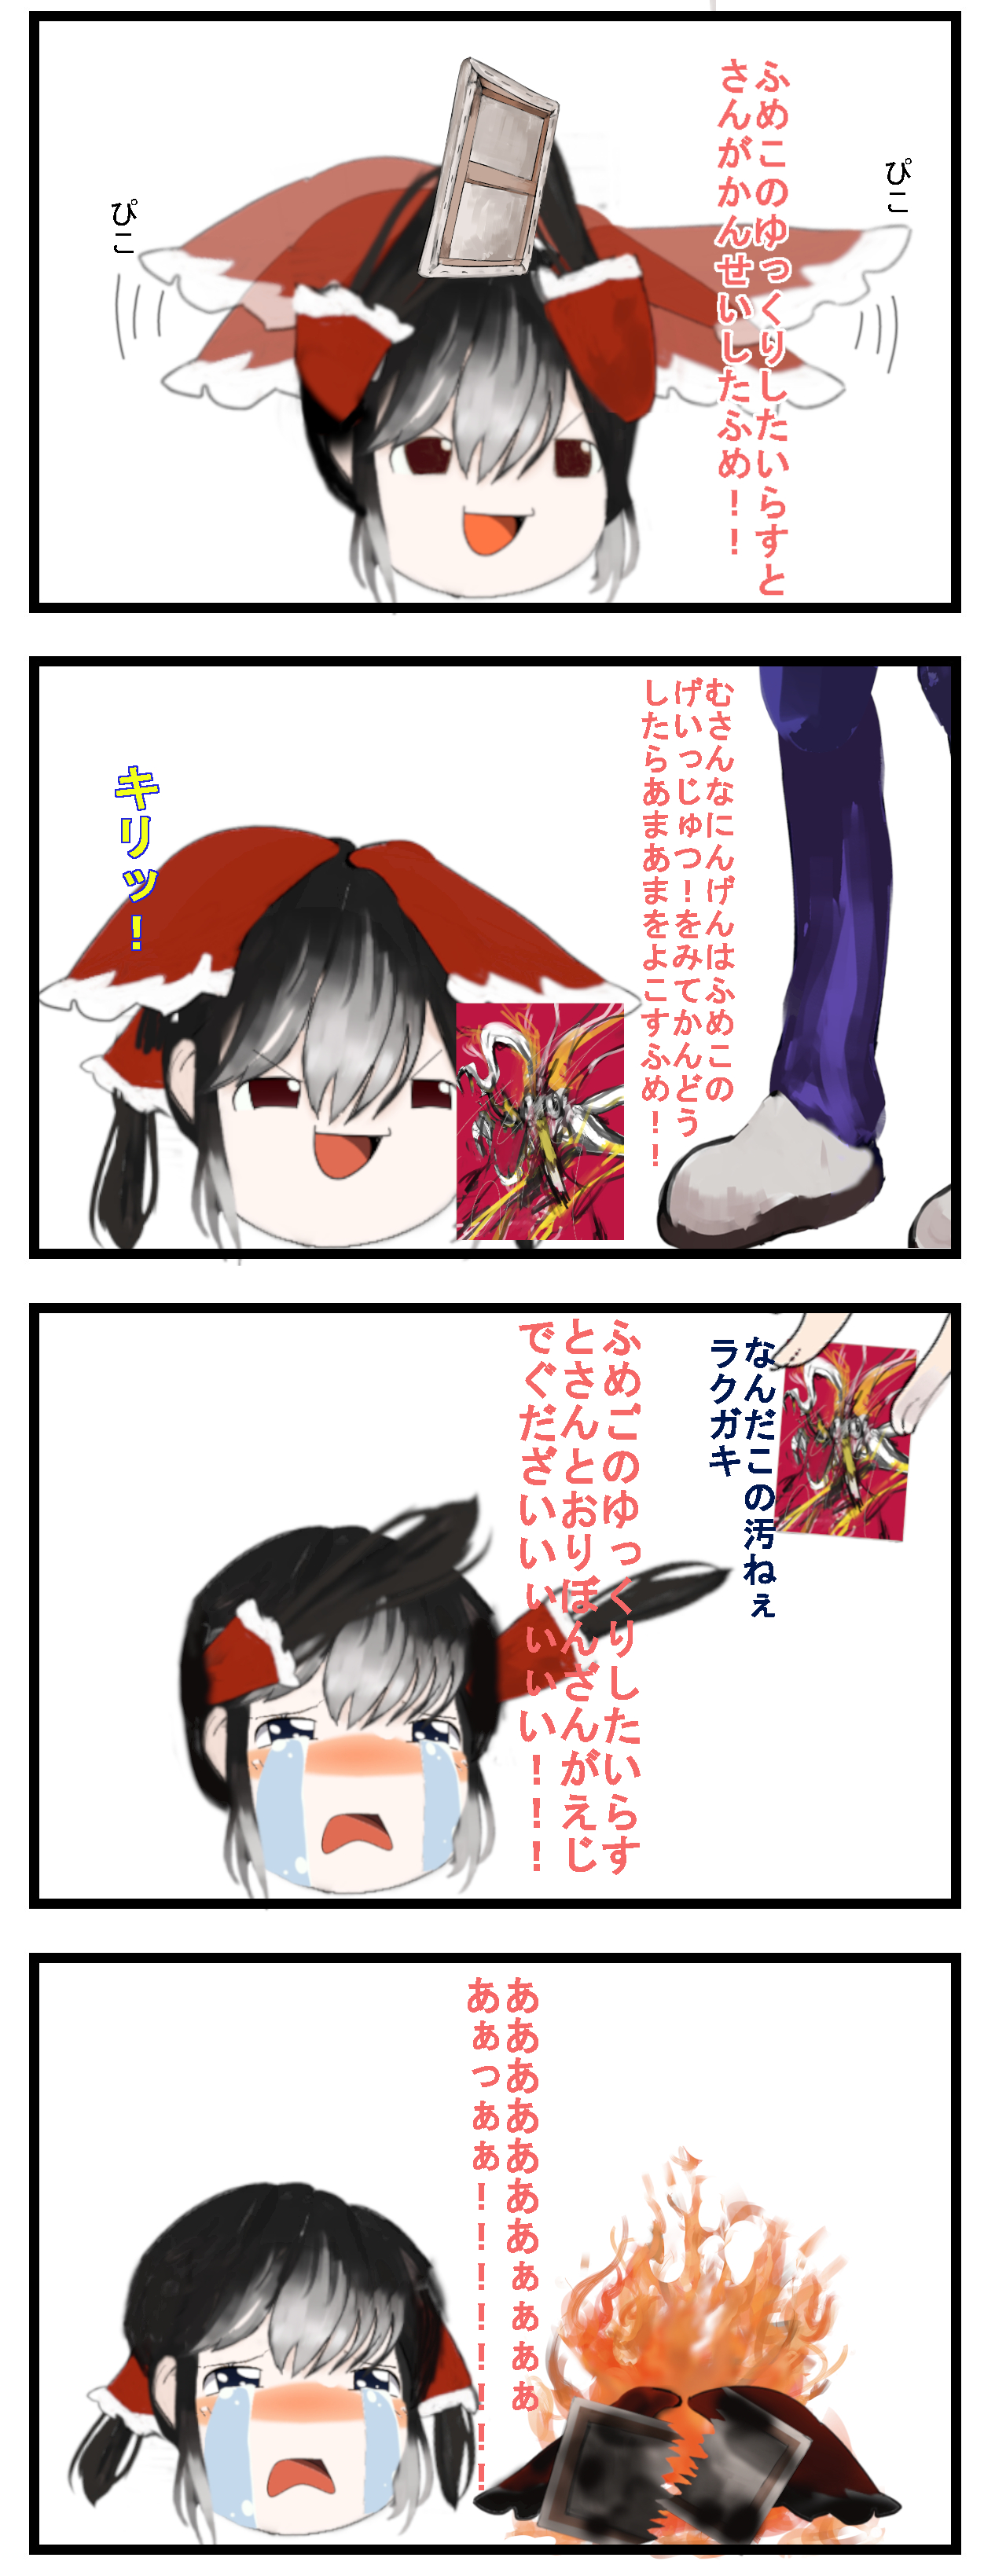 ふめこのゆっくりしたいらすと
さんがかんせいしたふめ！！
ぴこ
ぴこ
むさんなにんげんはふめこの
げいっじゅつ！をみてかんどう
したらあまあまをよこすふめ！！
キリッ！
なんだこの汚ねぇ
ラクガキ
ふめごのゆっくりしたいらす
とさんとおりぼんざんがえじ
でぐだざいいいぃぃぃいい！！！
あああああああぁぁぁぁ
あぁっぁぁ！！！！！！！！